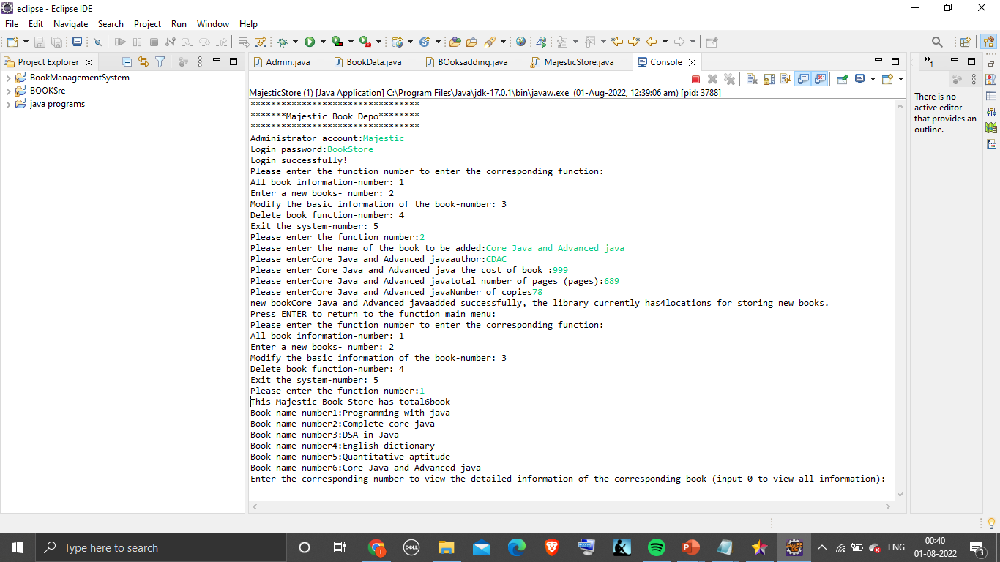 eclipse - Eclipse IDE
File Edit Navigate Search Project Run Window Help
Project Explorer
BookManagementSystem
BOOKSre
java programs
Admin.java BookData.java BOoksadding.java MajesticStore.java Console
MajesticStore (1) [Java Application] C:\Program Files\Java\jdk-17.0.1\bin\javaw.exe (01-Aug-2022, 12:39:06 am) [pid: 3788]
*********************************
*******Majestic Book Depo********
*********************************
Administrator account:Majestic
Login password:BookStore
Login successfully!
Please enter the function number to enter the corresponding function:
All book information-number: 1
Enter a new books- number: 2
Modify the basic information of the book-number: 3
Delete book function-number: 4
Exit the system-number: 5
Please enter the function number:2
Please enter the name of the book to be added:Core Java and Advanced java
Please enterCore Java and Advanced javaauthor:CDAC
Please enter Core Java and Advanced java the cost of book :999
Please enterCore Java and Advanced javatotal number of pages (pages):689
Please enterCore Java and Advanced javaNumber of copies78
new bookCore Java and Advanced javaadded successfully, the library currently has4locations for storing new books.
Press ENTER to return to the function main menu:
Please enter the function number to enter the corresponding function:
All book information-number: 1
Enter a new books- number: 2
Modify the basic information of the book-number: 3
Delete book function-number: 4
Exit the system-number: 5
Please enter the function number:1
This Majestic Book Store has total6book
Book name number1:Programming with java
Book name number2:Complete core java
Book name number3:DSA in Java
Book name number4:English dictionary
Book name number5:Quantitative aptitude
Book name number6:Core Java and Advanced java
Enter the corresponding number to view the detailed information of the corresponding book (input 0 to view all information):
»1
There is no
active editor
that provides an
outline.
Type here to search
DELL
ENG
00:40
01-08-2022
3